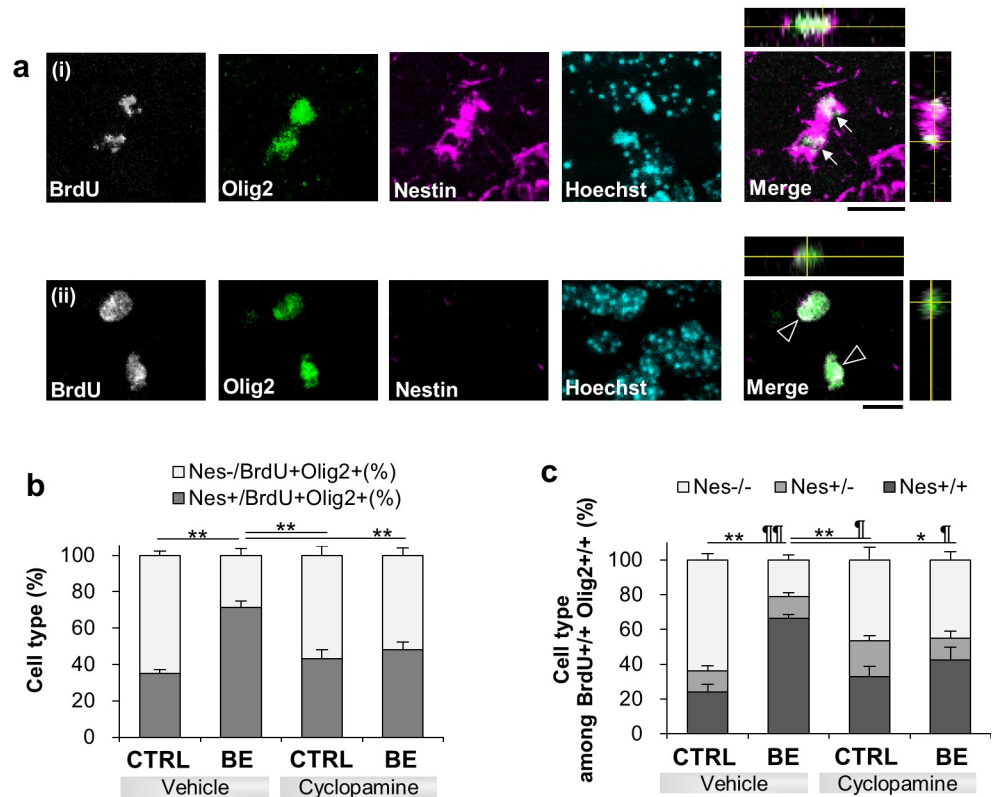 a
(i)
BrdU
Olig2
Nestin
Hoechst
Merge
(ii)
BrdU
Olig2
Nestin
Hoechst
Merge
b
Nes-/BrdU+Olig2+(%)
Nes+/BrdU+Olig2+(%)
** ** **
Cell type (%)
100
80
60
40
20
0
CTRL BE CTRL BE
Vehicle Cyclopamine
c
Nes-/- Nes+/- Nes+/+
** ¶¶ ** ¶ * ¶
Cell type
among BrdU+/+ Olig2+/+ (%)
100
80
60
40
20
0
CTRL BE CTRL BE
Vehicle Cyclopamine